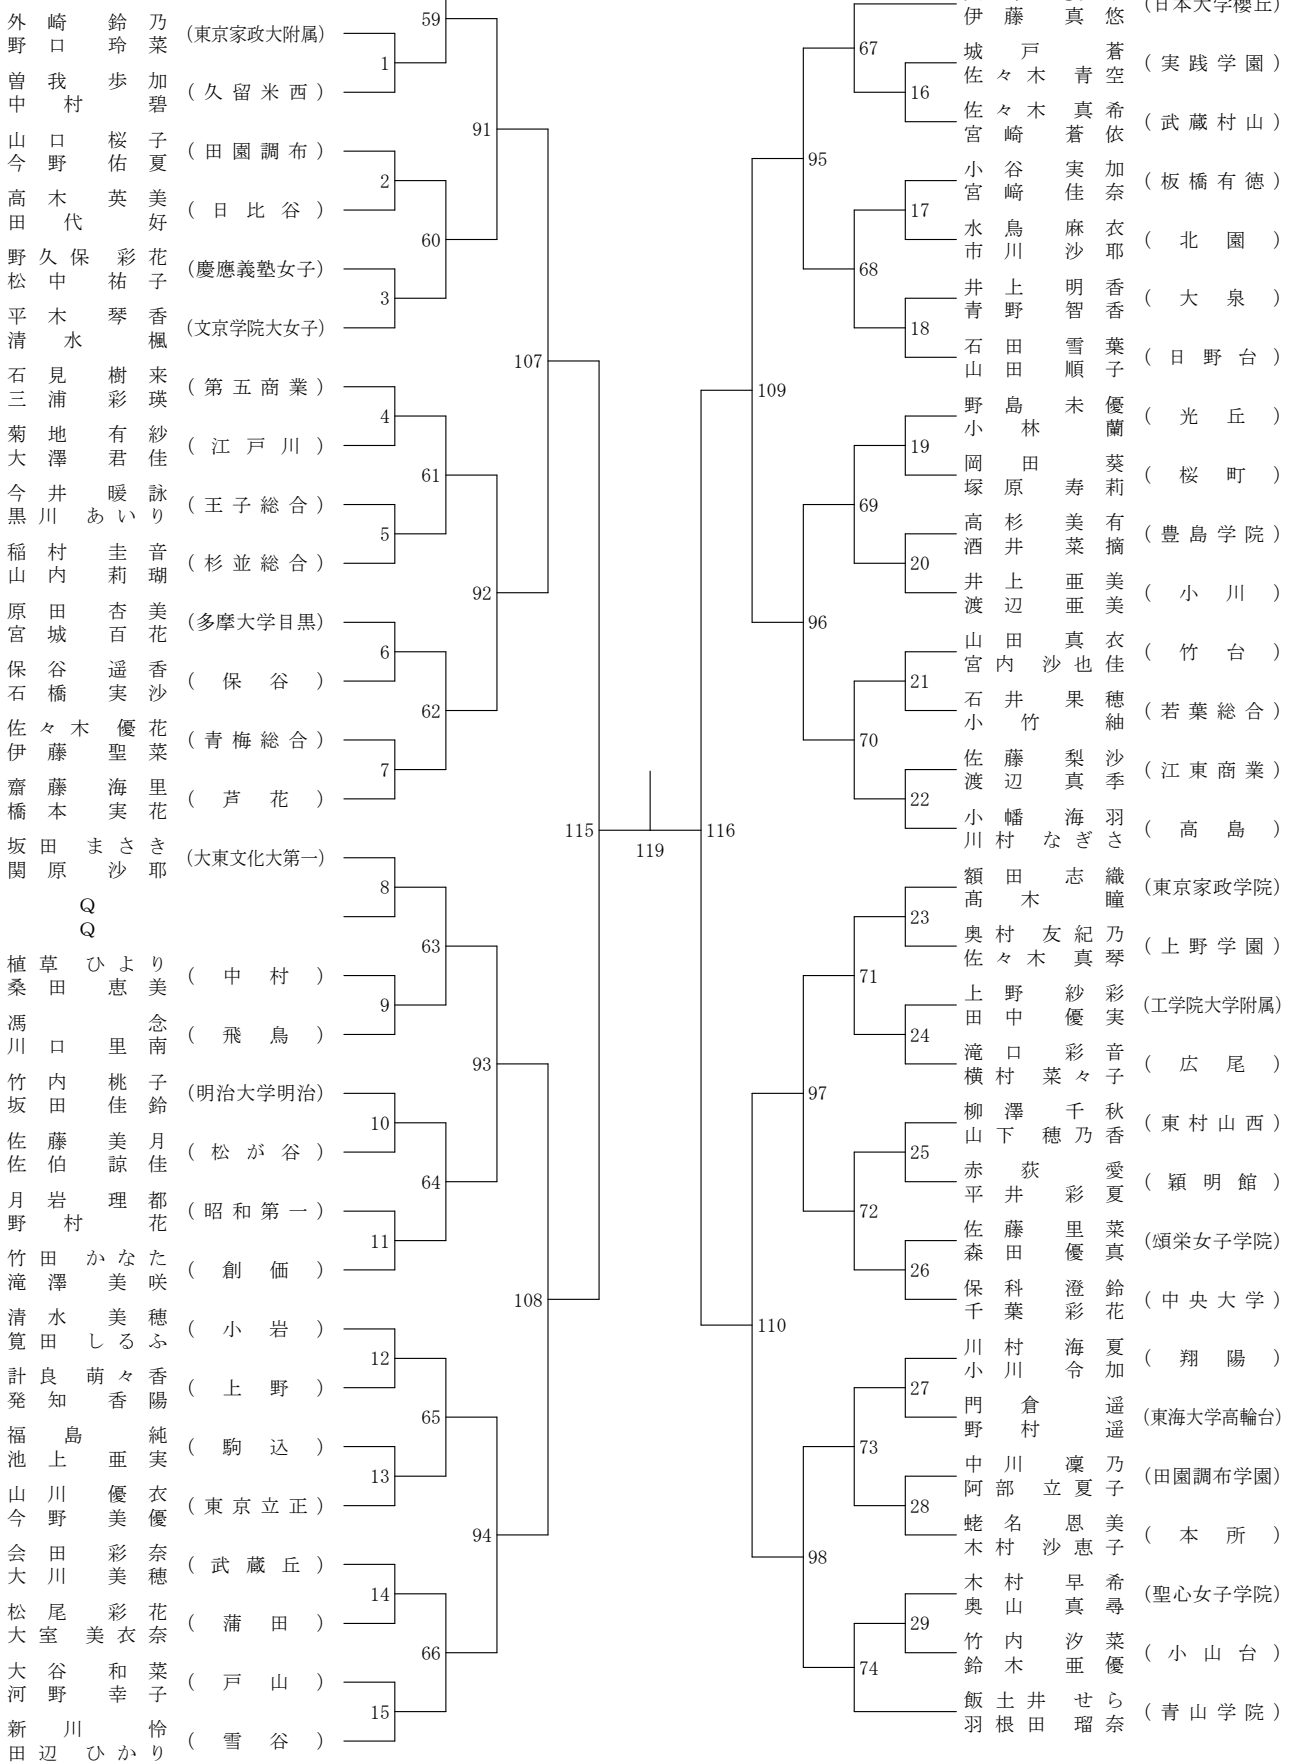 59
外崎 鈴乃
野口 玲菜
(東京家政大附属)
1
曽我 歩加
中村 碧
(久留米西)
91
山口 桜子
今野 佑夏
(田園調布)
2
高木 英美
田代 好
(日比谷)
60
野久保 彩花
松中 祐子
(慶應義塾女子)
3
平木 琴香
清水 楓
(文京学院大女子)
107
石見 樹来
三浦 彩瑛
(第五商業)
4
菊地 有紗
大澤 君佳
(江戸川)
61
今井 暖詠
黒川 あいり
(王子総合)
5
稲村 圭音
山内 莉瑚
(杉並総合)
92
原田 杏美
宮城 百花
(多摩大学目黒)
6
保谷 遥香
石橋 実沙
(保谷)
62
佐々木 優花
伊藤 聖菜
(青梅総合)
7
齋藤 海里
橋本 実花
(芦花)
115
坂田 まさき
関原 沙耶
(大東文化大第一)
8
Q
Q
63
植草 ひより
桑田 恵美
(中村)
9
馮 念
川口 里南
(飛鳥)
93
竹内 桃子
坂田 佳鈴
(明治大学明治)
10
佐藤 美月
佐伯 諒佳
(松が谷)
64
月岩 理都
野村 花
(昭和第一)
11
竹田 かなた
滝澤 美咲
(創価)
108
清水 美穂
筧田 しるふ
(小岩)
12
計良 萌々香
発知 香陽
(上野)
65
福島 純
池上 亜実
(駒込)
13
山川 優衣
今野 美優
(東京立正)
94
会田 彩奈
大川 美穂
(武蔵丘)
14
松尾 彩花
大室 美衣奈
(蒲田)
66
大谷 和菜
河野 幸子
(戸山)
15
新川 怜
田辺 ひかり
(雪谷)
119
116
伊藤 真悠
(日本大学櫻丘)
67
城戸 蒼
佐々木 青空
(実践学園)
16
佐々木 真希
宮崎 蒼依
(武蔵村山)
95
小谷 実加
宮﨑 佳奈
(板橋有徳)
17
水鳥 麻衣
市川 沙耶
(北園)
68
井上 明香
青野 智香
(大泉)
18
石田 雪葉
山田 順子
(日野台)
109
野島 未優
小林 蘭
(光丘)
19
岡田 葵
塚原 寿莉
(桜町)
69
高杉 美有
酒井 菜摘
(豊島学院)
20
井上 亜美
渡辺 亜美
(小川)
96
山田 真衣
宮内 沙也佳
(竹台)
21
石井 果穂
小竹 紬
(若葉総合)
70
佐藤 梨沙
渡辺 真季
(江東商業)
22
小幡 海羽
川村 なぎさ
(高島)
額田 志織
髙木 瞳
(東京家政学院)
23
奥村 友紀乃
佐々木 真琴
(上野学園)
71
上野 紗彩
田中 優実
(工学院大学附属)
24
滝口 彩音
横村 菜々子
(広尾)
97
柳澤 千秋
山下 穂乃香
(東村山西)
25
赤荻 愛
平井 彩夏
(穎明館)
72
佐藤 里菜
森田 優真
(頌栄女子学院)
26
保科 澄鈴
千葉 彩花
(中央大学)
110
川村 海夏
小川 令加
(翔陽)
27
門倉 遥
野村 遥
(東海大学高輪台)
73
中川 凜乃
阿部 立夏子
(田園調布学園)
28
蛯名 恩美
木村 沙恵子
(本所)
98
木村 早希
奥山 真尋
(聖心女子学院)
29
竹内 汐菜
鈴木 亜優
(小山台)
74
飯土井 せら
羽根田 瑠奈
(青山学院)